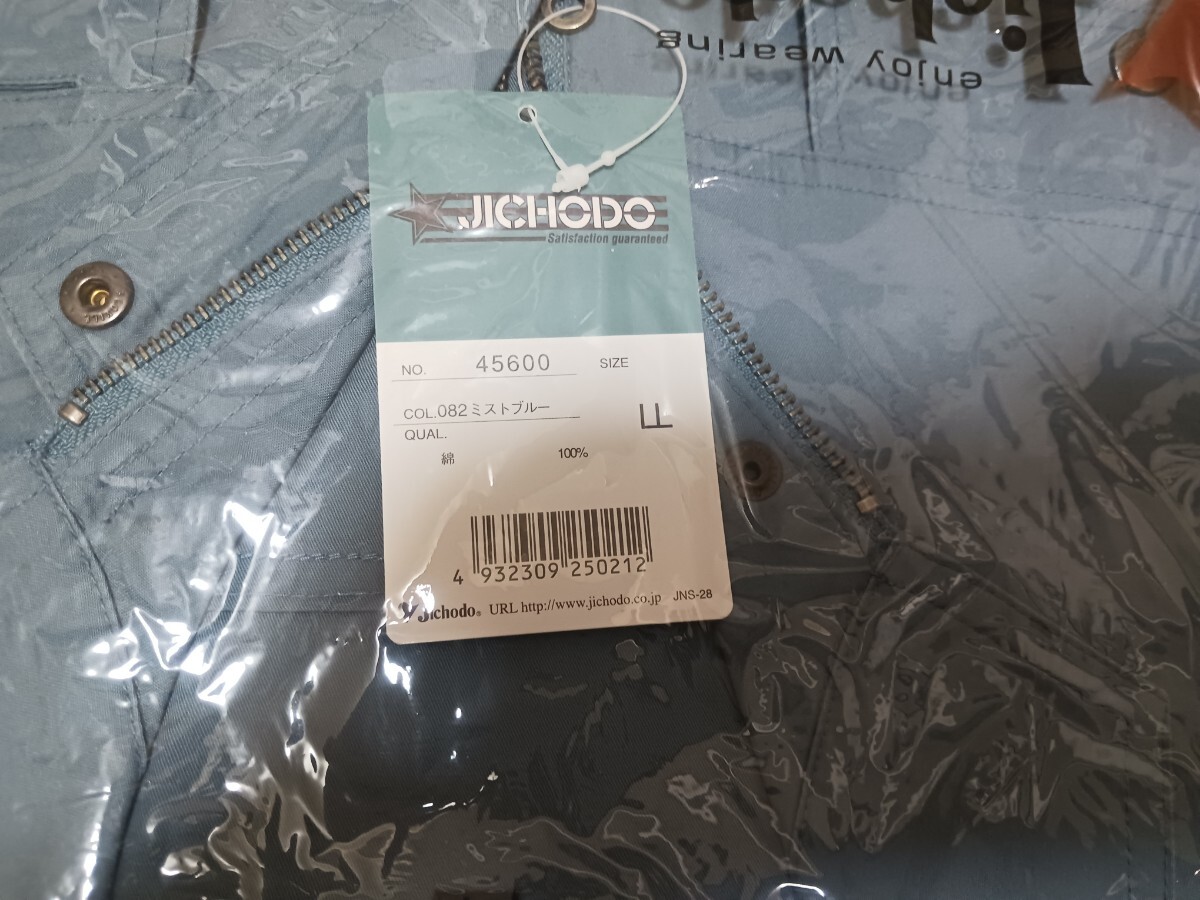 enjoy wearing
JICHODO
Satisfaction guaranteed
NO. 45600 SIZE
COL.082ミストブルー LL
QUAL.
綿 100%
4 932309 250212
Jichodo® URL http://www.jichodo.co.jp JNS-28